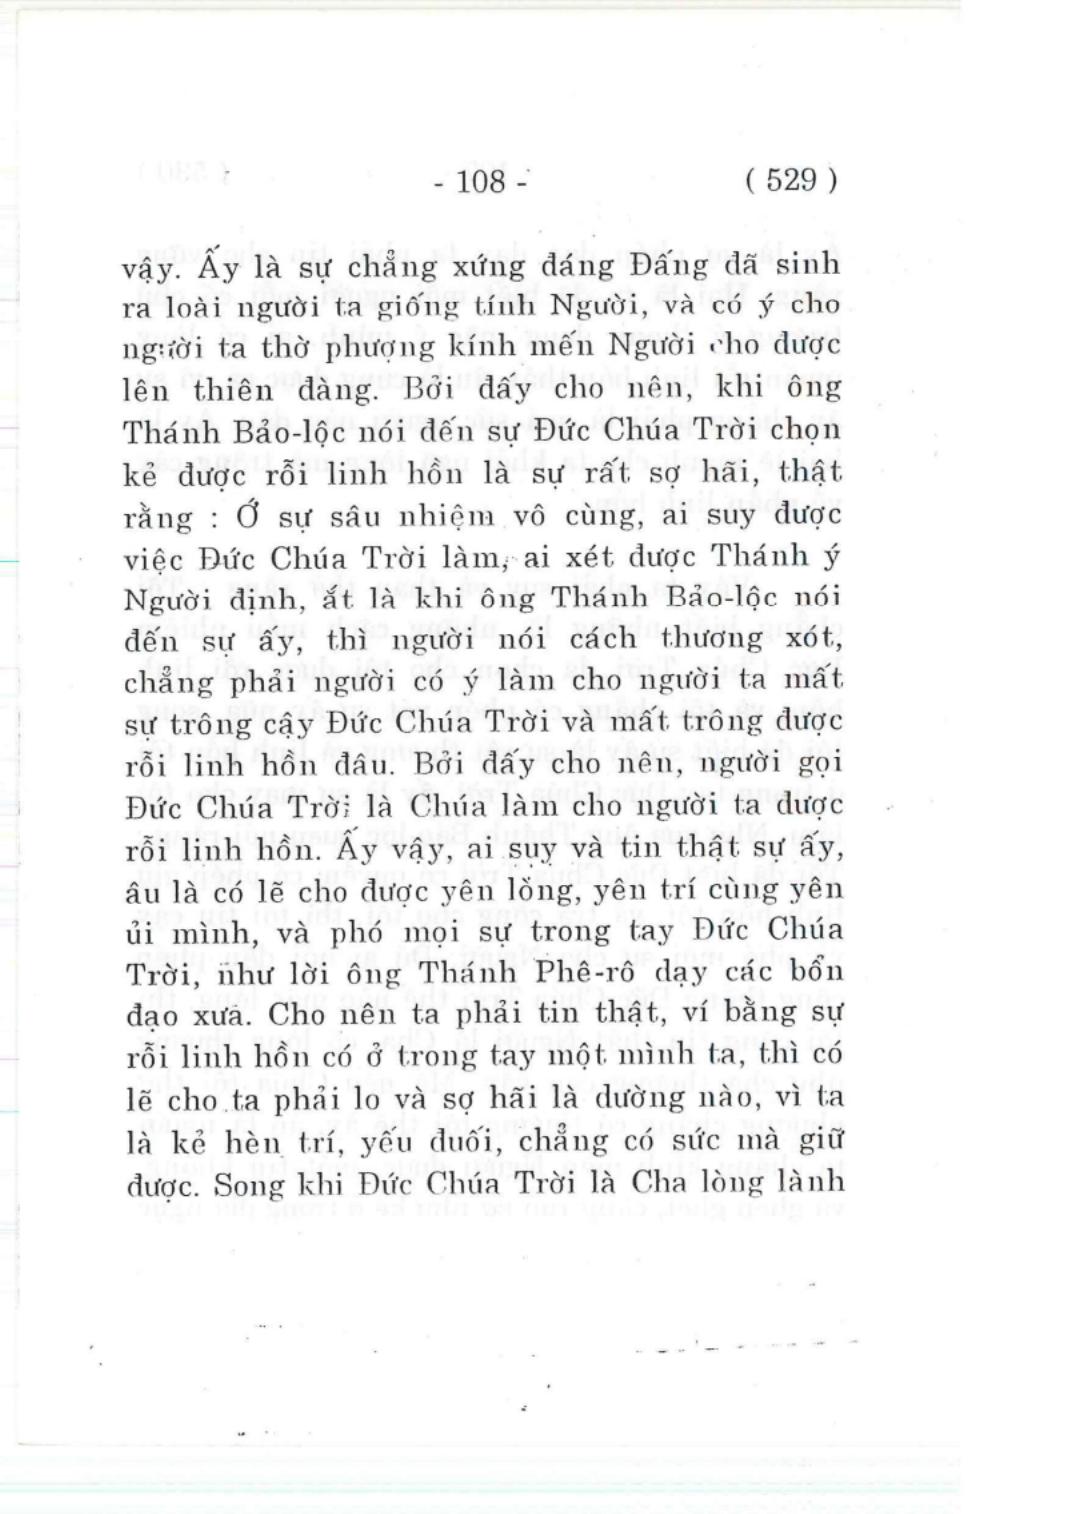 - 108 - ( 529 )
vậy. Ấy là sự chẳng xứng đáng Đấng đã sinh
ra loài người ta giống tính Người, và có ý cho
người ta thờ phượng kính mến Người cho được
lên thiên đàng. Bởi đấy cho nên, khi ông
Thánh Bảo-lộc nói đến sự Đức Chúa Trời chọn
kẻ được rỗi linh hồn là sự rất sợ hãi, thật
rằng : Ớ sự sâu nhiệm vô cùng, ai suy được
việc Đức Chúa Trời làm, ai xét được Thánh ý
Người định, ắt là khi ông Thánh Bảo-lộc nói
đến sự ấy, thì người nói cách thương xót,
chẳng phải người có ý làm cho người ta mất
sự trông cậy Đức Chúa Trời và mất trông được
rỗi linh hồn đâu. Bởi đấy cho nên, người gọi
Đức Chúa Trời là Chúa làm cho người ta được
rỗi linh hồn. Ấy vậy, ai suy và tin thật sự ấy,
âu là có lẽ cho được yên lòng, yên trí cùng yên
ủi mình, và phó mọi sự trong tay Đức Chúa
Trời, như lời ông Thánh Phê-rô dạy các bổn
đạo xưa. Cho nên ta phải tin thật, ví bằng sự
rỗi linh hồn có ở trong tay một mình ta, thì có
lẽ cho ta phải lo và sợ hãi là dường nào, vì ta
là kẻ hèn trí, yếu đuối, chẳng có sức mà giữ
được. Song khi Đức Chúa Trời là Cha lòng lành